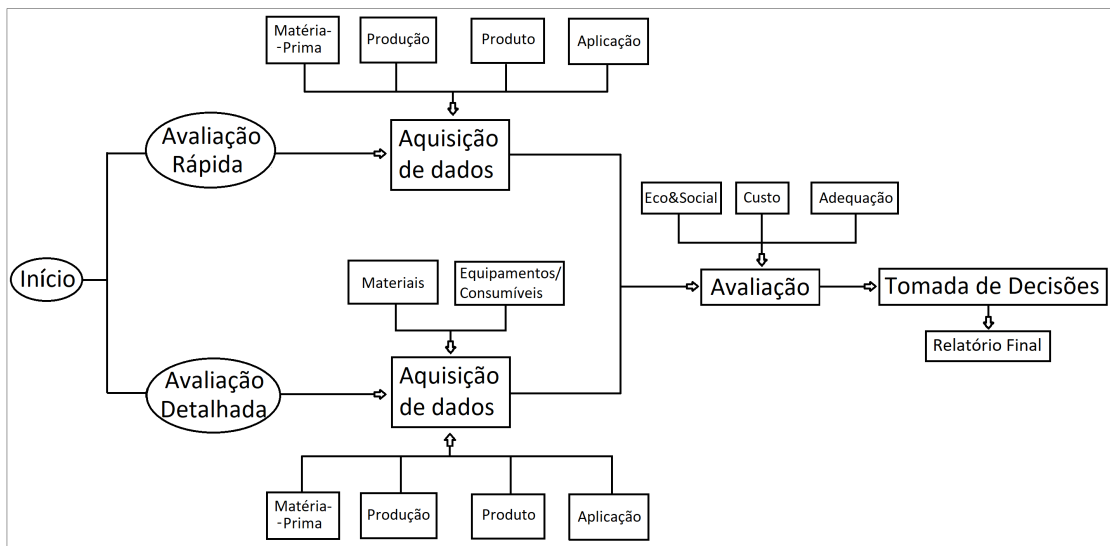 Matéria-
-Prima
Produção
Produto
Aplicação
Avaliação
Rápida
Aquisição
de dados
Eco&Social
Custo
Adequação
Início
Materiais
Equipamentos/
Consumíveis
Avaliação
Tomada de Decisões
Relatório Final
Avaliação
Detalhada
Aquisição
de dados
Matéria-
-Prima
Produção
Produto
Aplicação